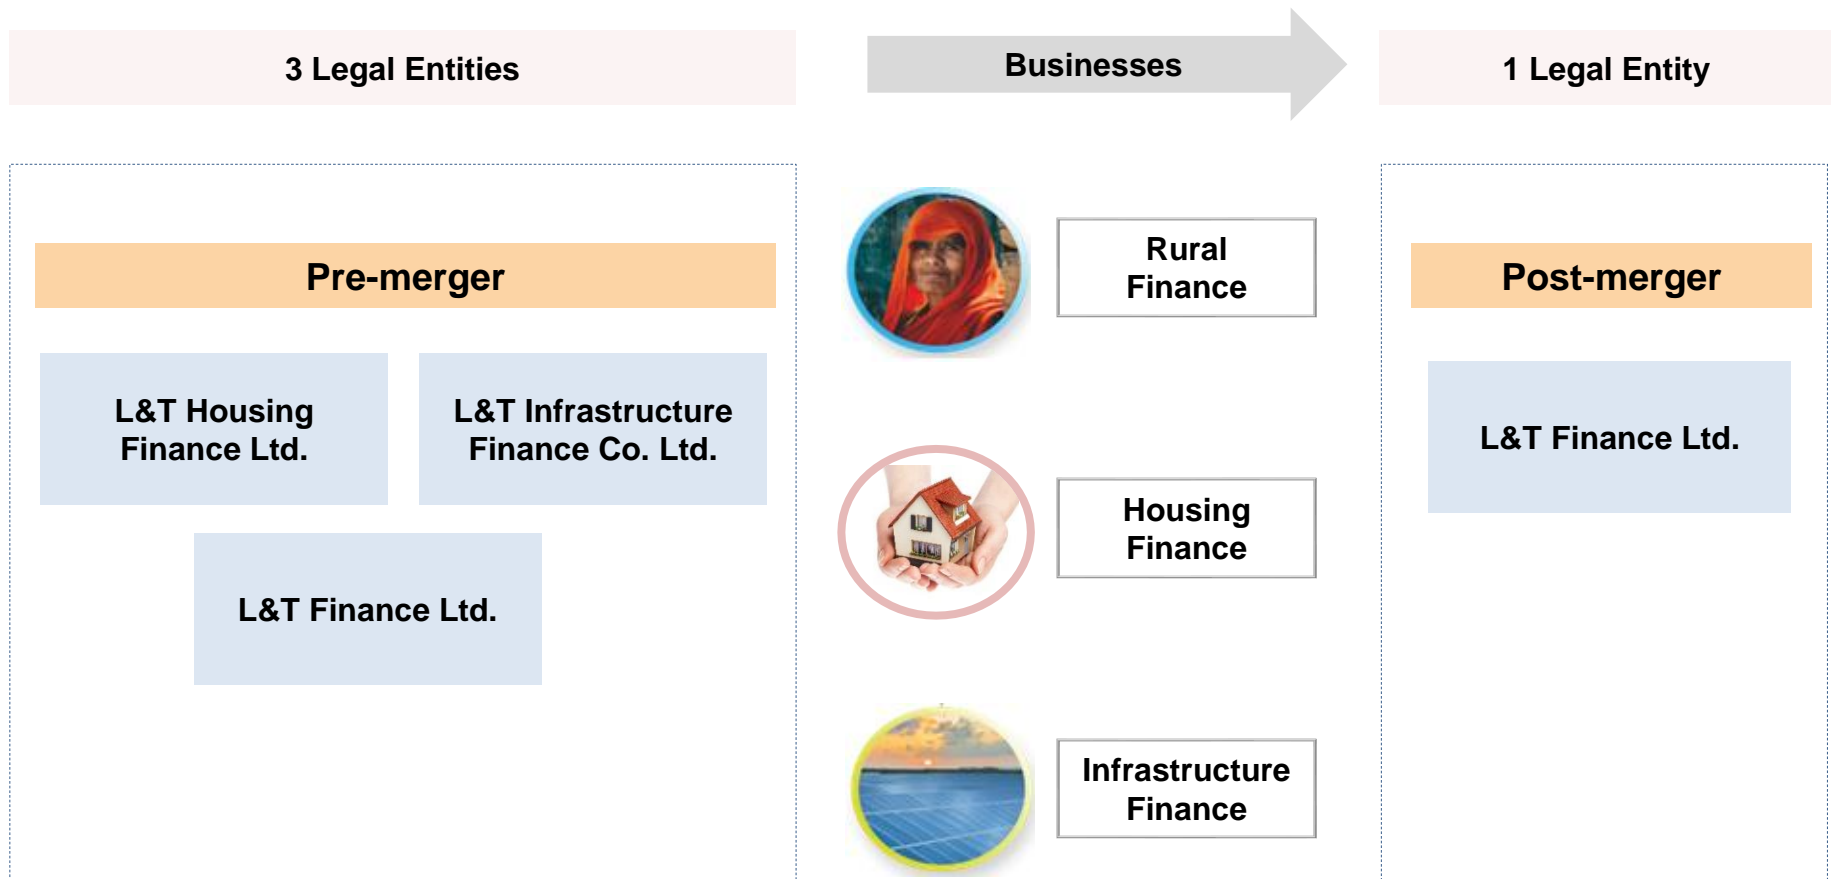 3 Legal Entities
Businesses
1 Legal Entity
Pre-merger
L&T Housing
Finance Ltd.
L&T Infrastructure
Finance Co. Ltd.
L&T Finance Ltd.
Rural
Finance
Housing
Finance
Infrastructure
Finance
Post-merger
L&T Finance Ltd.